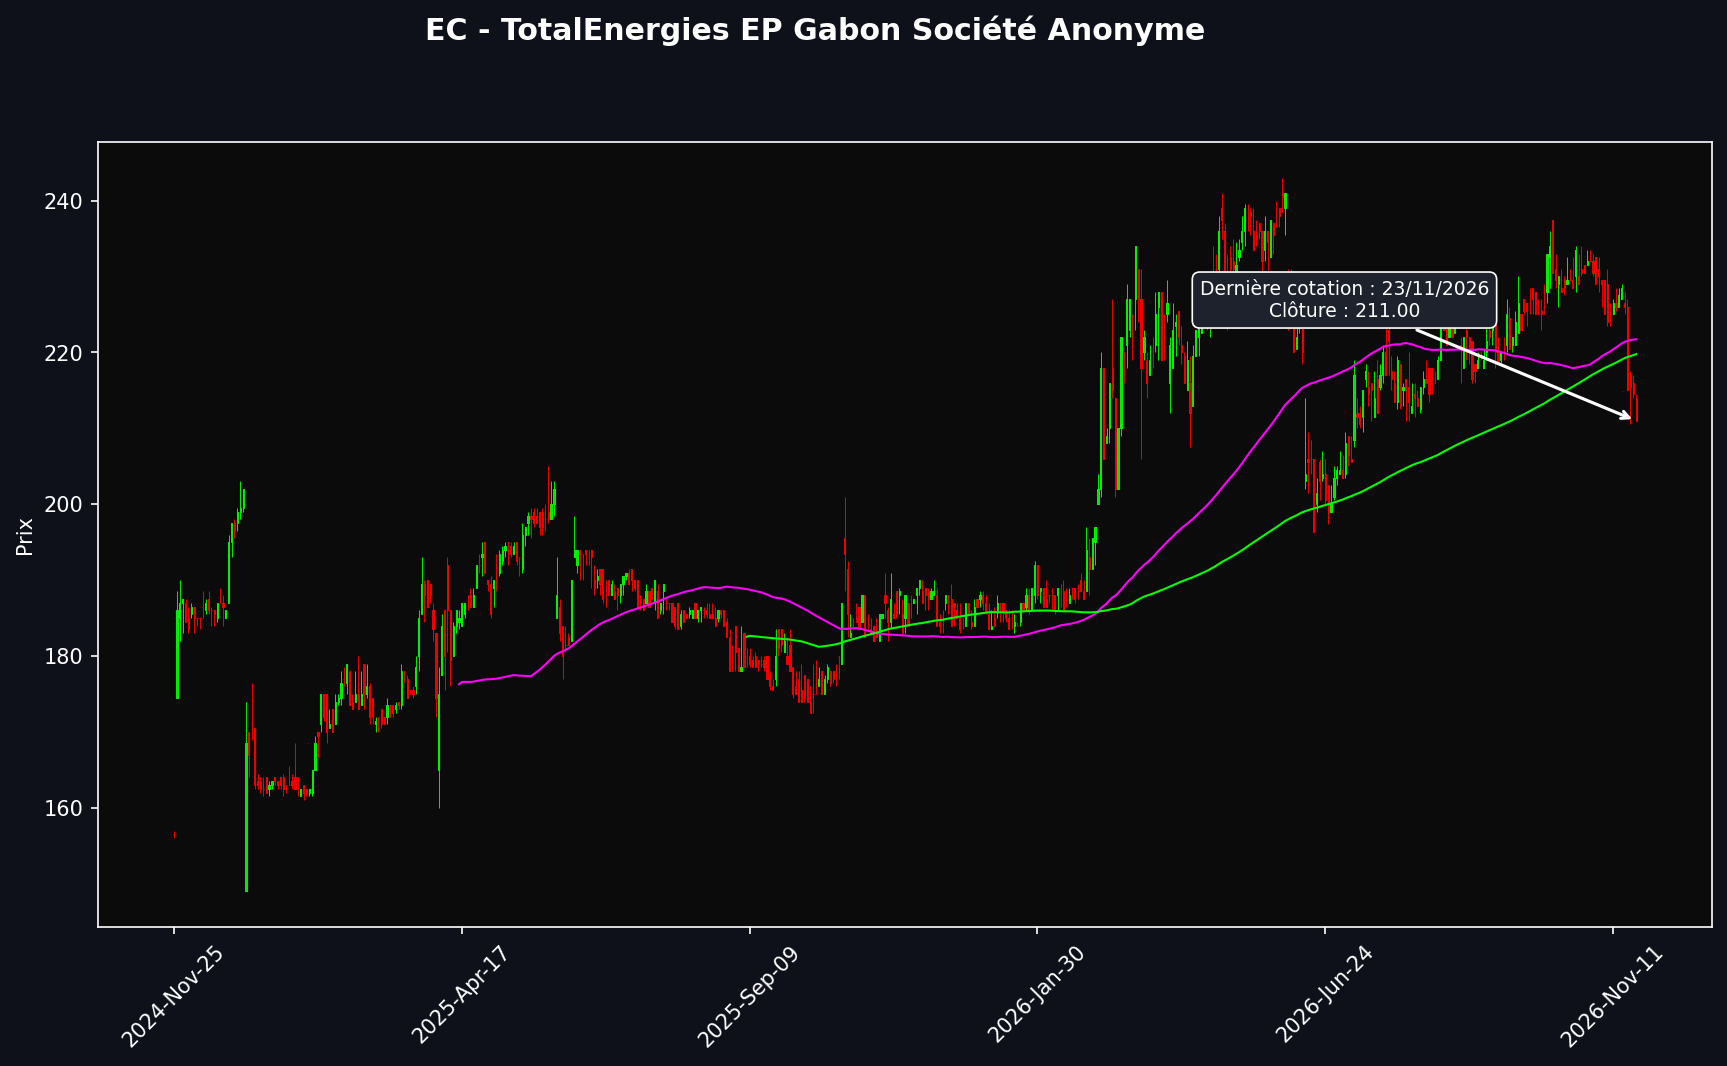 EC - TotalEnergies EP Gabon Société Anonyme
Dernière cotation : 23/11/2026
Clôture : 211.00
Prix
240
220
200
180
160
2024-Nov-25
2025-Apr-17
2025-Sep-09
2026-Jan-30
2026-Jun-24
2026-Nov-11